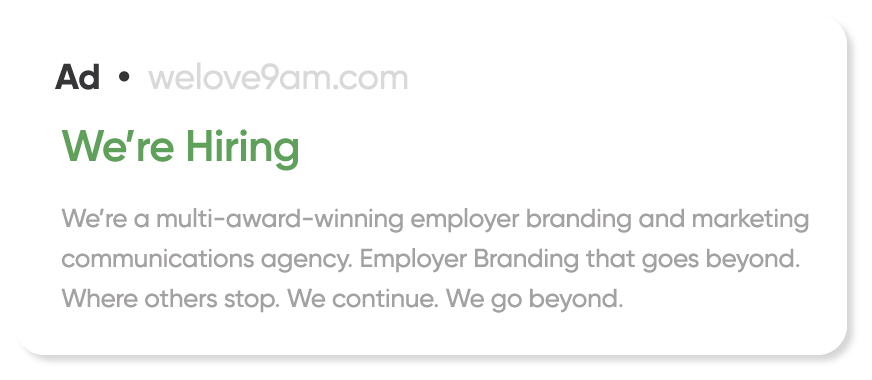 Ad • welove9am.com
We’re Hiring
We’re a multi-award-winning employer branding and marketing
communications agency. Employer Branding that goes beyond.
Where others stop. We continue. We go beyond.